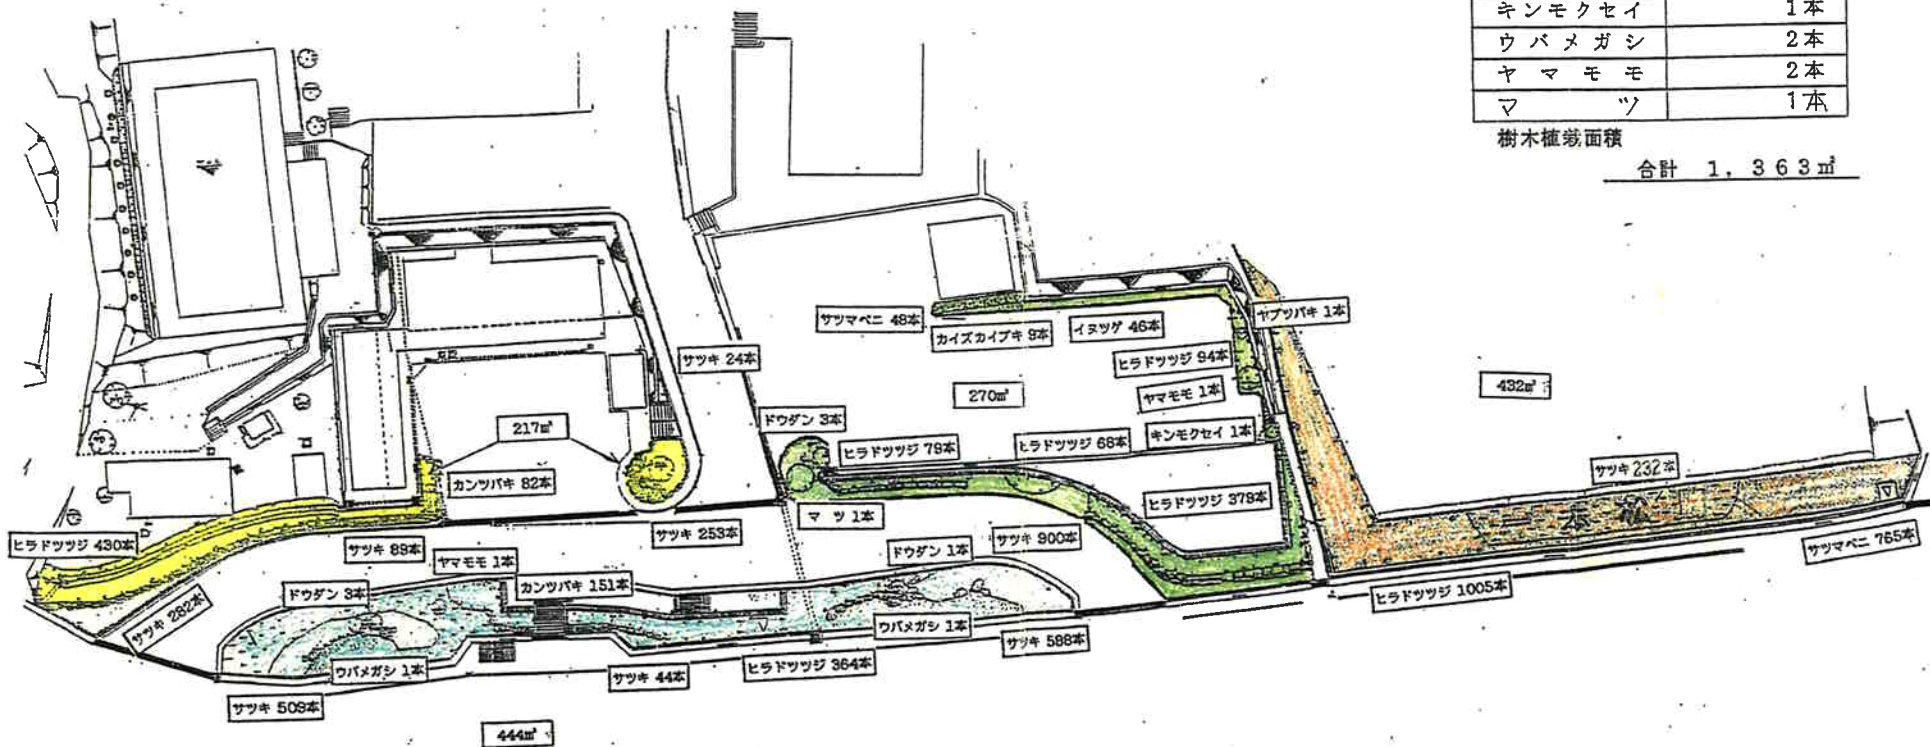 キンモクセイ 1本
ウバメガシ 2本
ヤマモモ 2本
マツ 1本
樹木植栽面積
合計 1,363㎡
サツマベニ 48本
カイズカイブキ 9本
イヌツゲ 46本
ヤブツバキ 1本
ヒラドツツジ 94本
サツキ 24本
270㎡
ヤマモモ 1本
432㎡
217㎡
ドウダン 3本
ヒラドツツジ 79本
ヒラドツツジ 68本
キンモクセイ 1本
カンツバキ 82本
サツキ 232本
ヒラドツツジ 379本
マツ 1本
一本松
ヒラドツツジ 430本
サツキ 89本
サツキ 253本
サツキ 900本
サツマベニ 765本
ヤマモモ 1本
ドウダン 1本
ドウダン 3本
カンツバキ 151本
ヒラドツツジ 1005本
サツキ 282本
ウバメガシ 1本
サツキ 588本
ウバメガシ 1本
サツキ 44本
ヒラドツツジ 364本
サツキ 509本
444㎡